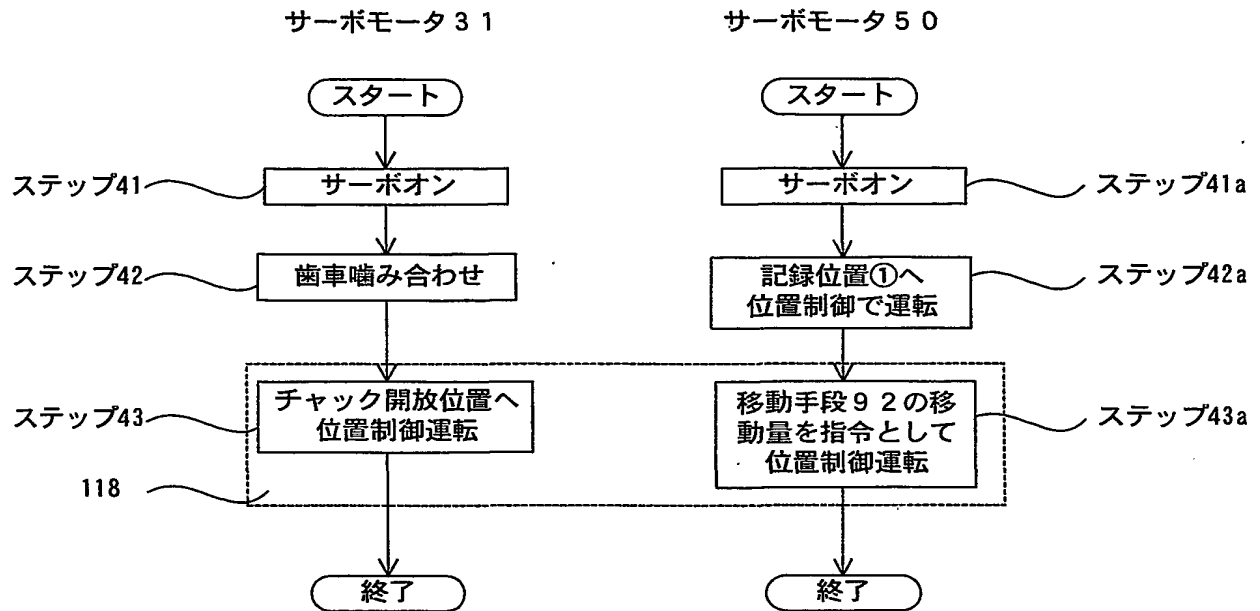 サーボモータ３１
サーボモータ５０
スタート
スタート
ステップ41
サーボオン
サーボオン
ステップ41a
ステップ42
歯車噛み合わせ
記録位置①へ
位置制御で運転
ステップ42a
ステップ43
チャック開放位置へ
位置制御運転
移動手段９２の移
動量を指令として
位置制御運転
ステップ43a
118
終了
終了